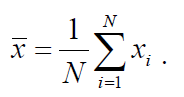 x̅ = 1/N ∑_{i=1}^{N} x_i .